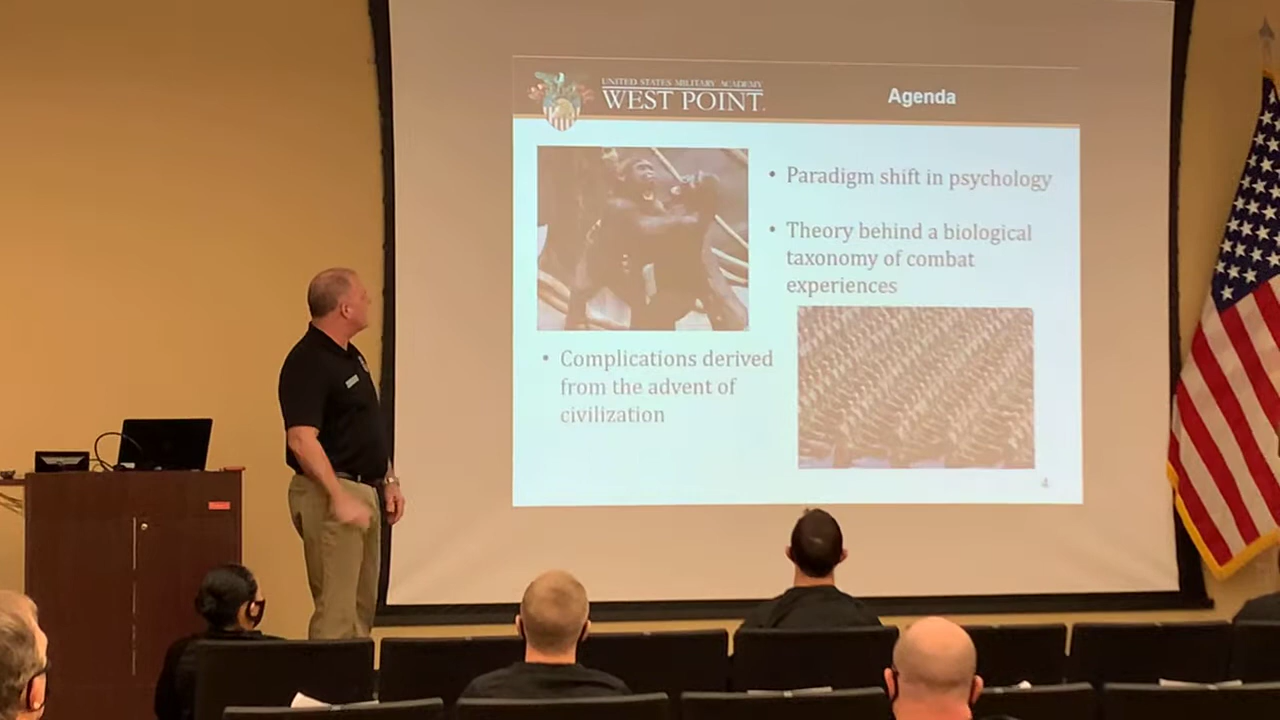 UNITED STATES MILITARY ACADEMY
WEST POINT.
Agenda
• Paradigm shift in psychology
• Theory behind a biological
taxonomy of combat
experiences
• Complications derived
from the advent of
civilization
4